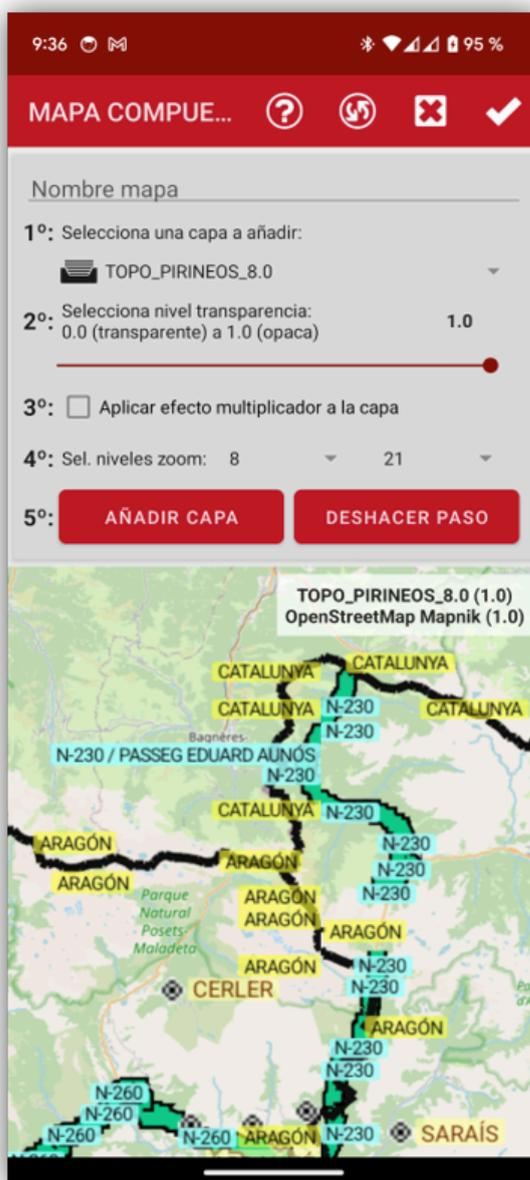 9:36
95 %
MAPA COMPUE...
Nombre mapa
1º: Selecciona una capa a añadir:
TOPO_PIRINEOS_8.0
2º: Selecciona nivel transparencia:
0.0 (transparente) a 1.0 (opaca)
1.0
3º: Aplicar efecto multiplicador a la capa
4º: Sel. niveles zoom: 8 21
5º: AÑADIR CAPA DESHACER PASO
TOPO_PIRINEOS_8.0 (1.0)
OpenStreetMap Mapnik (1.0)
CATALUNYA CATALUNYA
CATALUNYA N-230 CATALUNYA
N-230
Bagnères-
N-230 / PASSEG EDUARD AUNÓS
N-230
CATALUNYA N-230
ARAGÓN N-230
ARAGÓN N-230
ARAGÓN N-230
Parque
Natural
Posets-
Maladeta
ARAGÓN
ARAGÓN
ARAGÓN
ARAGÓN N-230
CERLER N-230
ARAGÓN
N-230
N-230
N-260
N-260
N-260 N-260 ARAGÓN N-230 SARAÍS